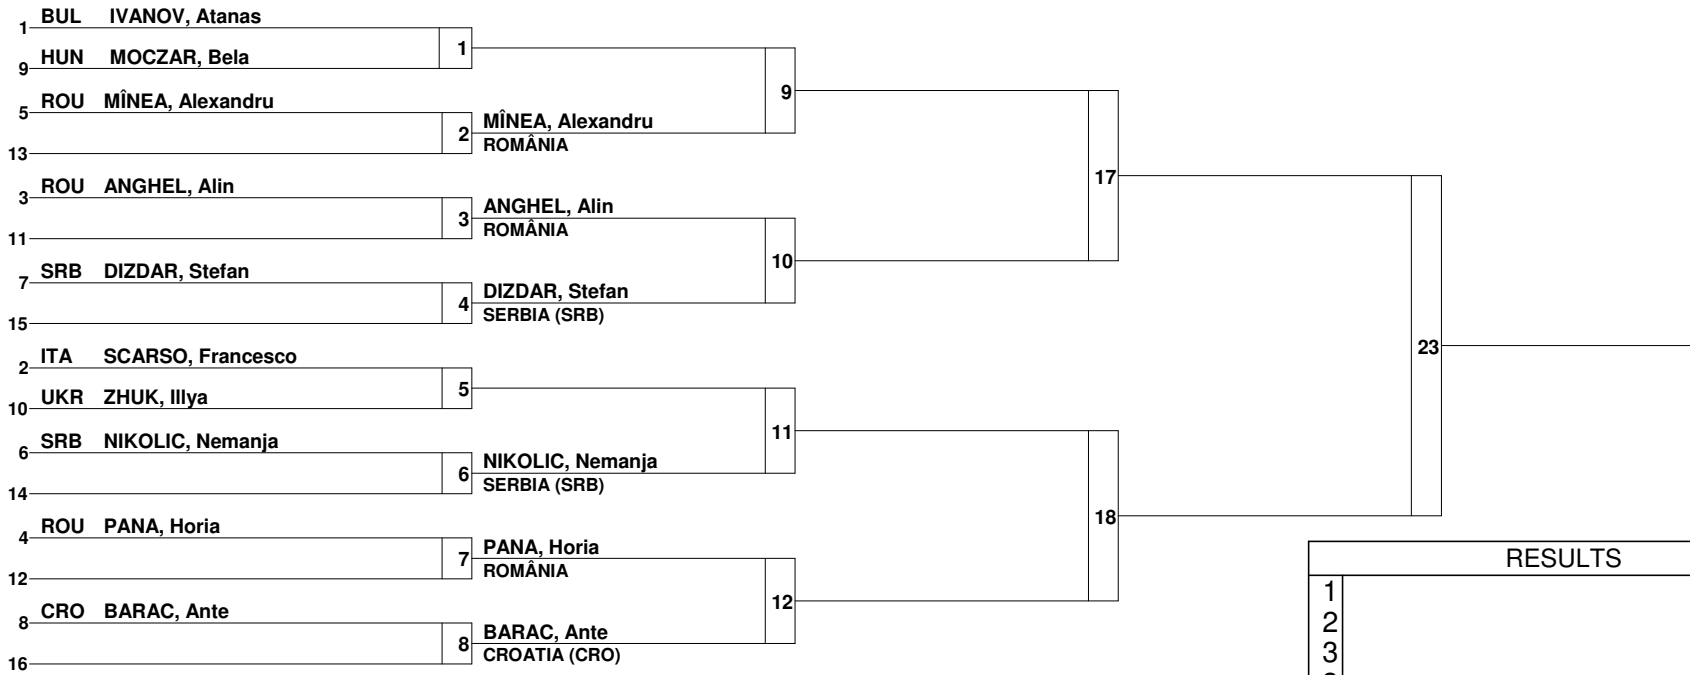 BUL IVANOV, Atanas
1
1
HUN MOCZAR, Bela
9
9
ROU MÎNEA, Alexandru
5
MÎNEA, Alexandru
2
ROMÂNIA
13
17
ROU ANGHEL, Alin
3
ANGHEL, Alin
3
ROMÂNIA
11
10
SRB DIZDAR, Stefan
7
DIZDAR, Stefan
4
SERBIA (SRB)
15
23
ITA SCARSO, Francesco
2
5
UKR ZHUK, Illya
10
11
SRB NIKOLIC, Nemanja
6
NIKOLIC, Nemanja
6
SERBIA (SRB)
14
18
ROU PANA, Horia
4
PANA, Horia
7
ROMÂNIA
12
12
CRO BARAC, Ante
8
BARAC, Ante
8
CROATIA (CRO)
16
RESULTS
1
2
3